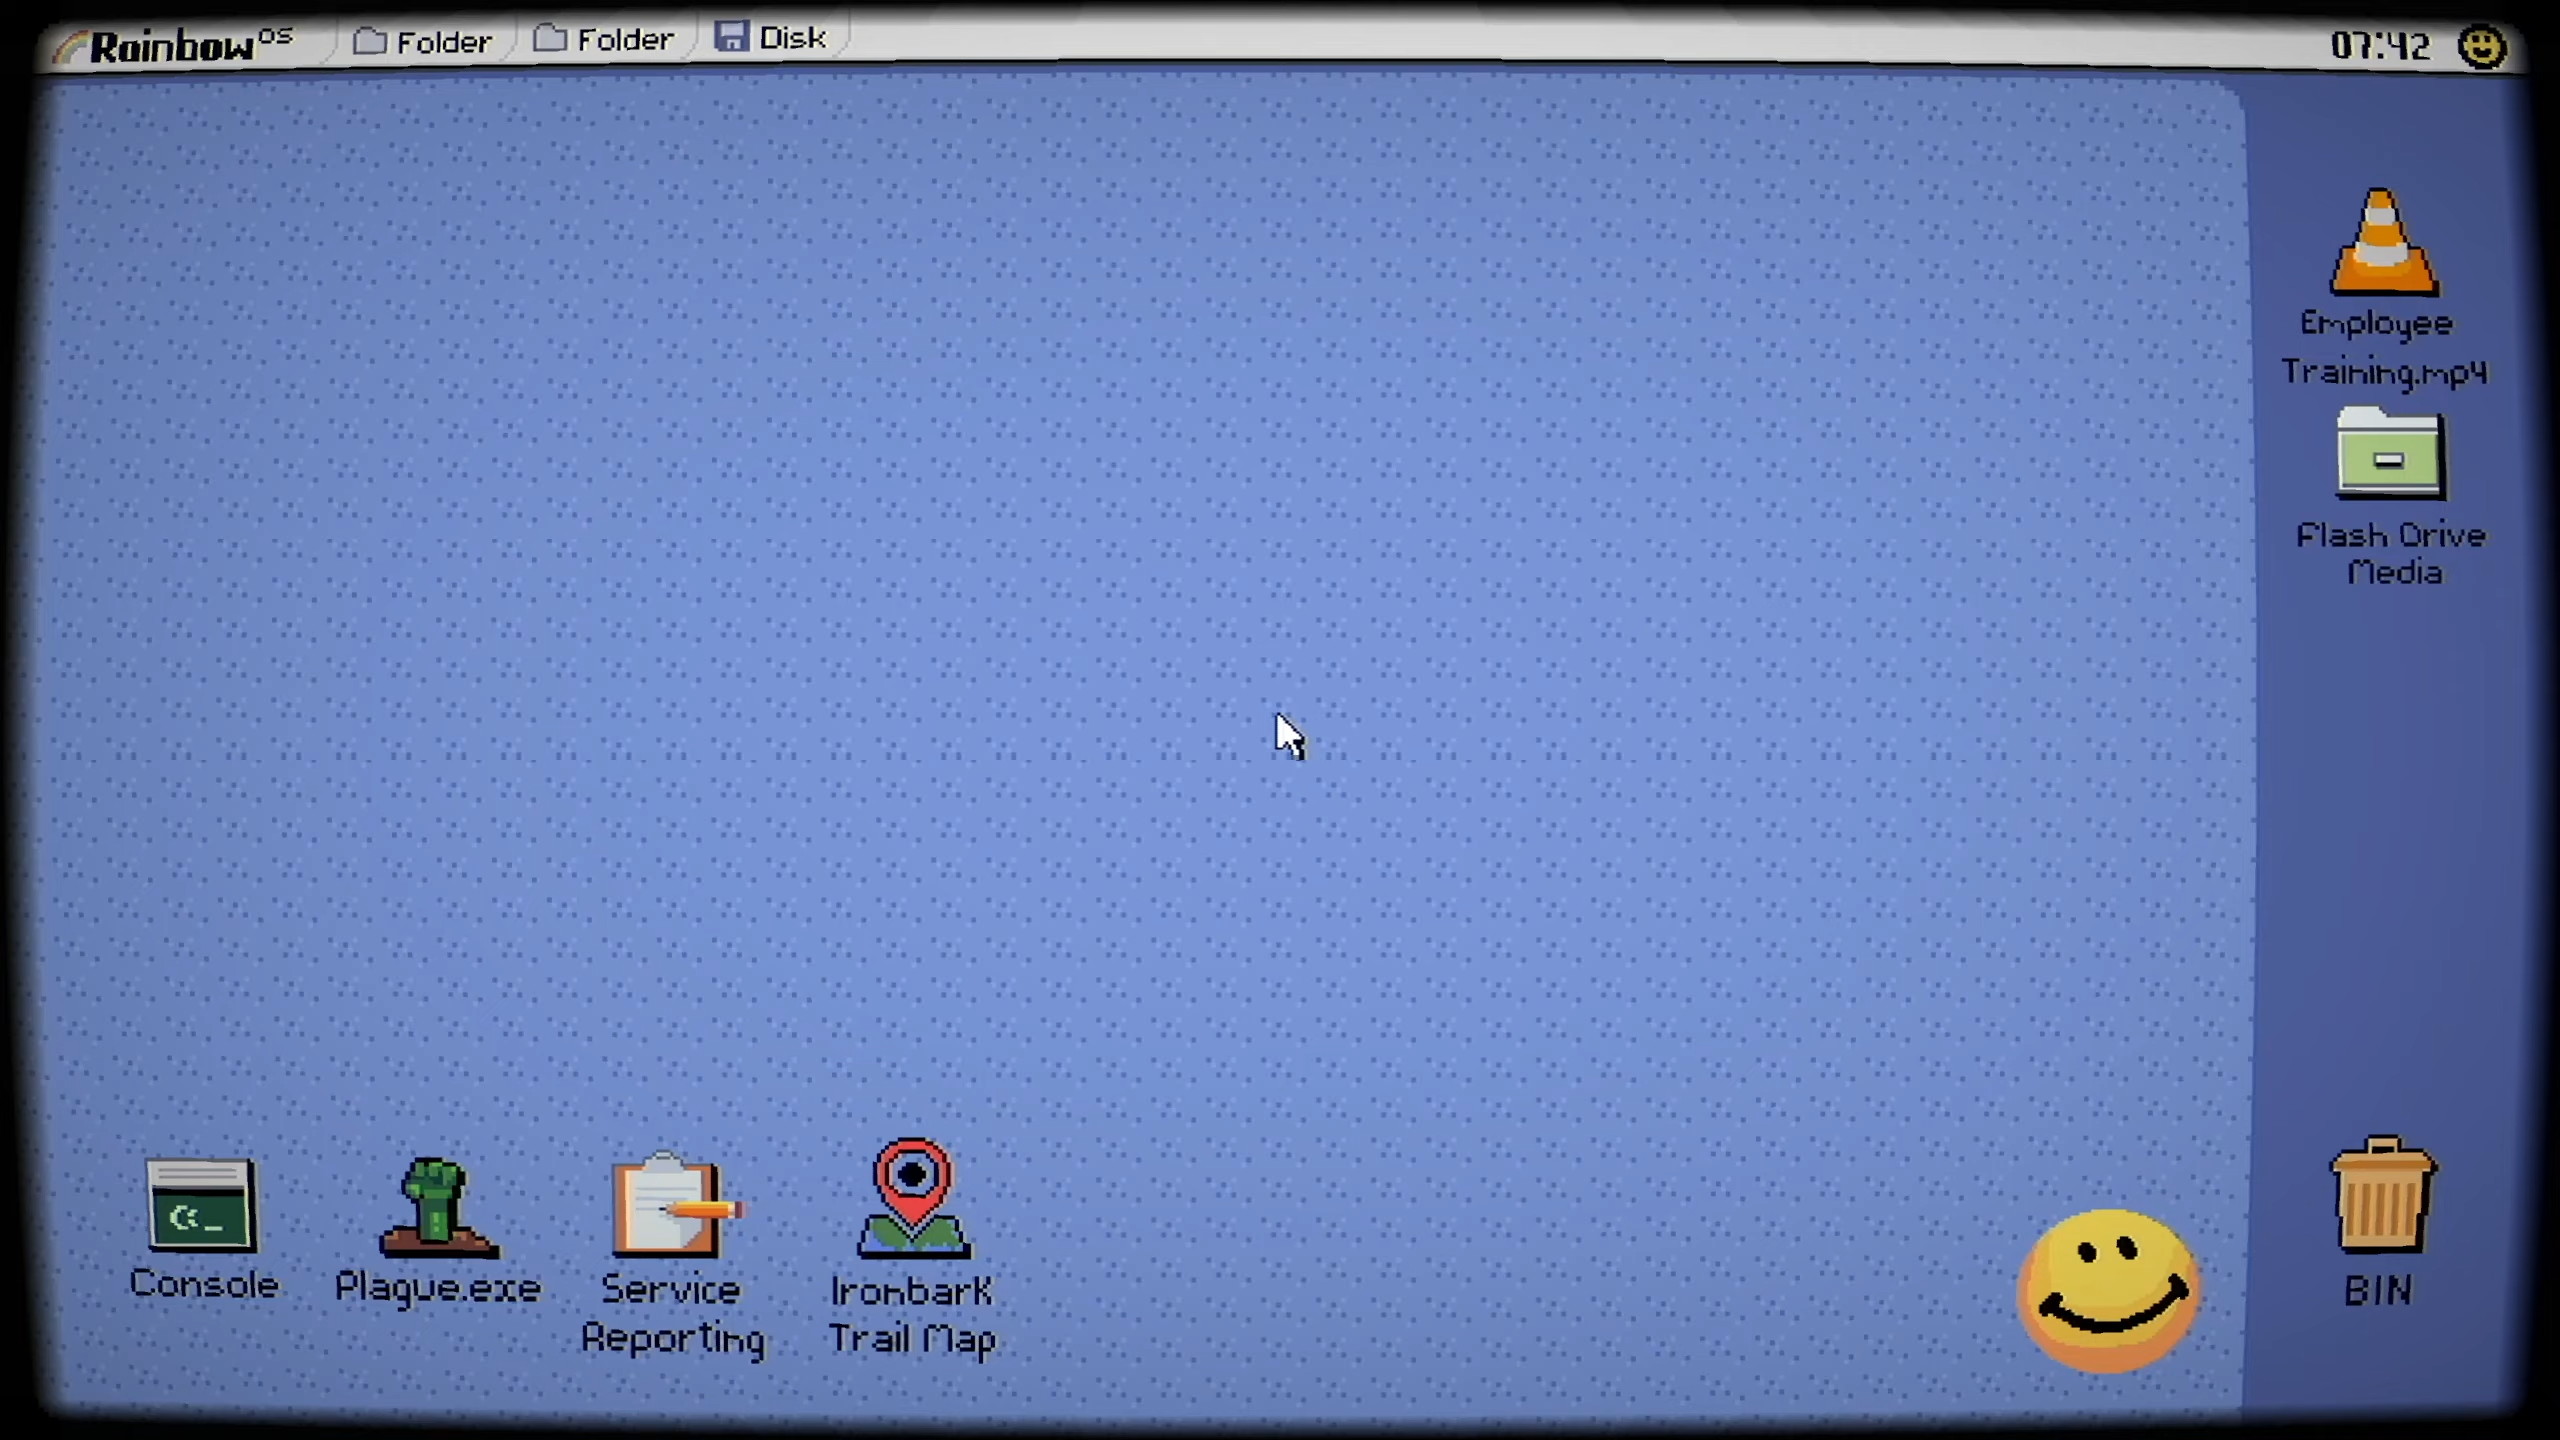 Rainbow OS
Folder
Folder
Disk
07:42
Employee
Training.mp4
Flash Drive
Media
C:_
Console
Plague.exe
Service
Reporting
Ironbark
Trail Map
BIN